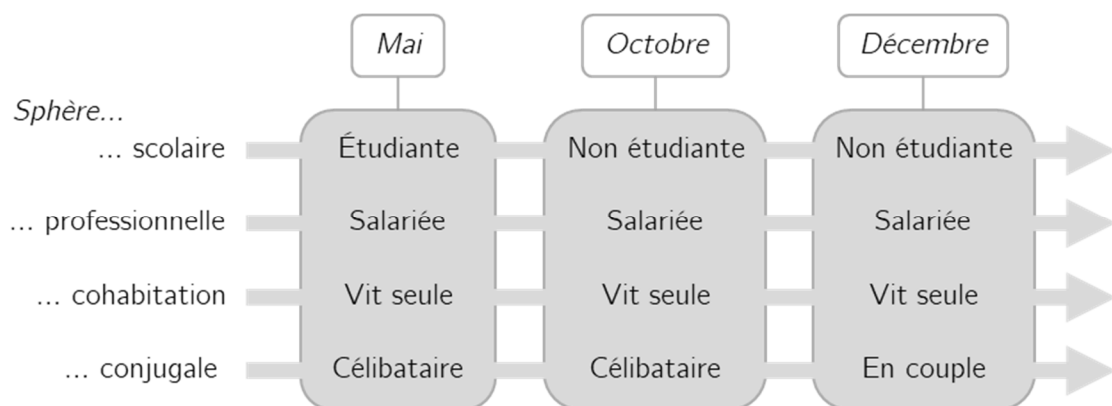 Mai Octobre Décembre
Sphère...
... scolaire Étudiante Non étudiante Non étudiante
... professionnelle Salariée Salariée Salariée
... cohabitation Vit seule Vit seule Vit seule
... conjugale Célibataire Célibataire En couple